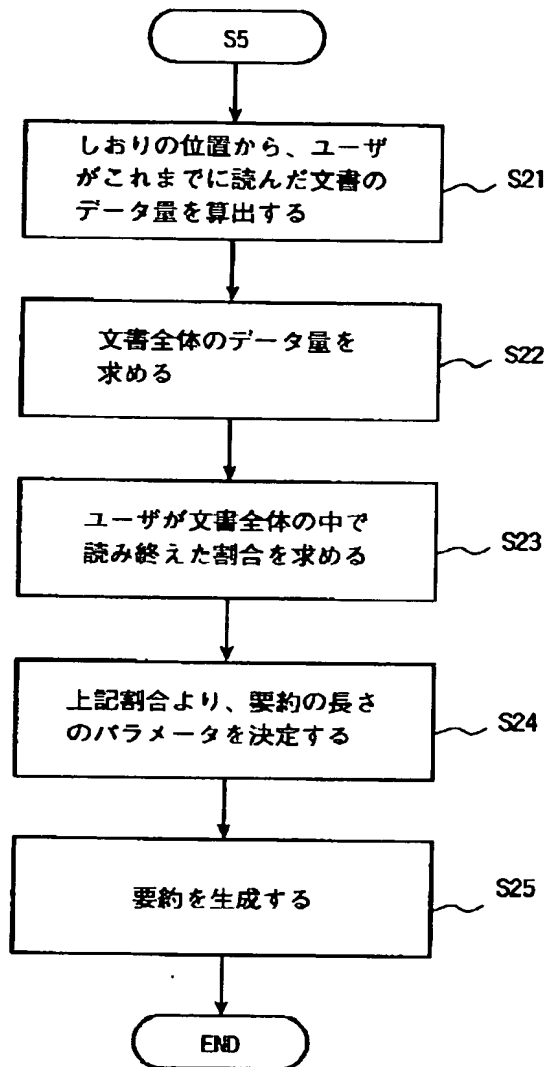 S5
しおりの位置から、ユーザ
がこれまでに読んだ文書の
データ量を算出する
S21
文書全体のデータ量を
求める
S22
ユーザが文書全体の中で
読み終えた割合を求める
S23
上記割合より、要約の長さ
のパラメータを決定する
S24
要約を生成する
S25
END